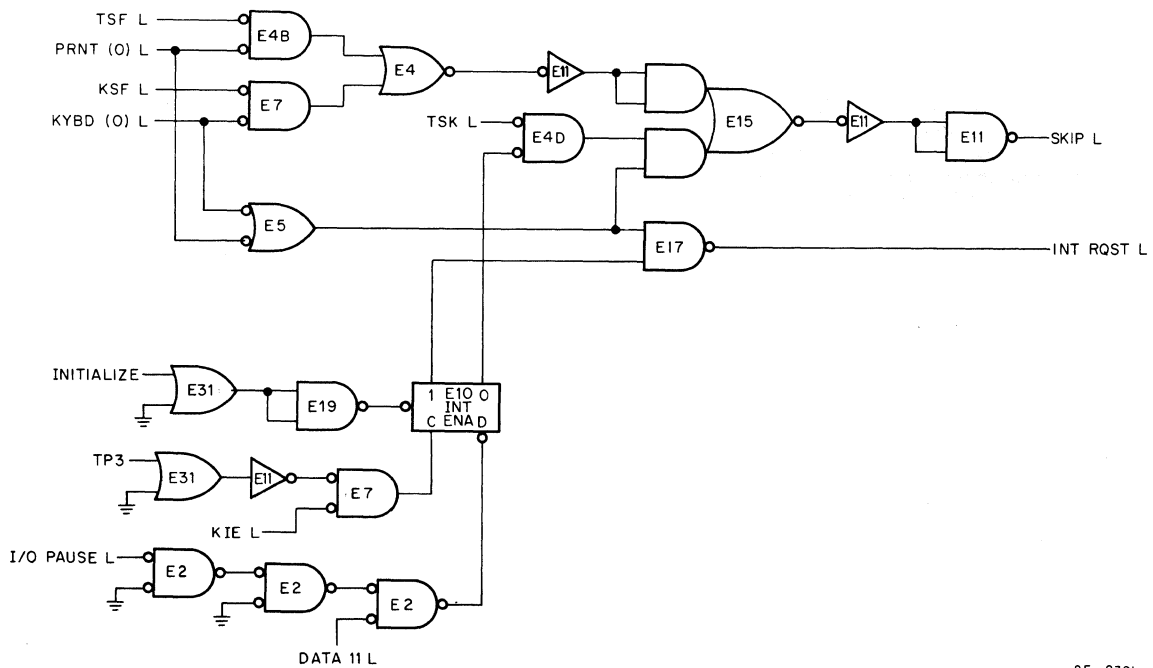 TSF L
E4B
PRNT (0) L
E4
E11
KSF L
E7
KYBD (0) L
TSK L
E4D
E15
E11
E11
SKIP L
E5
E17
INT RQST L
INITIALIZE
E31
E19
1 E10 0
INT
C ENA D
TP3
E31
E11
E7
KIE L
I/O PAUSE L
E2
E2
E2
DATA 11 L